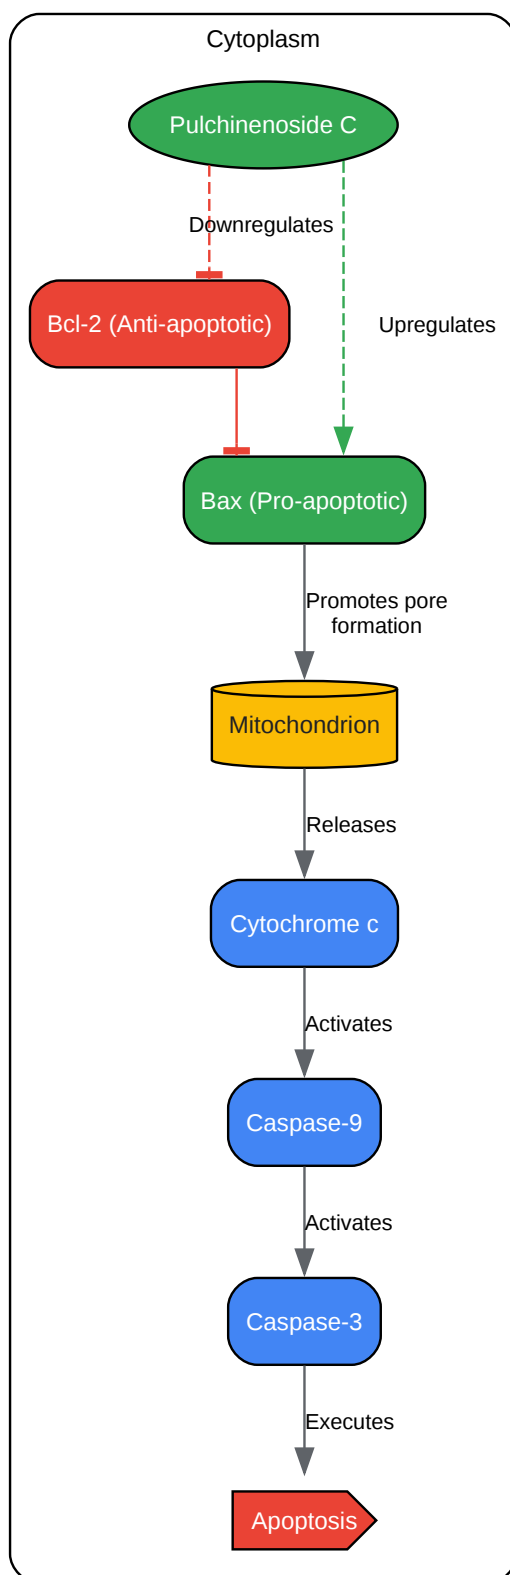 Cytoplasm
Pulchinenoside C
Downregulates
Bcl-2 (Anti-apoptotic)
Upregulates
Bax (Pro-apoptotic)
Promotes pore
formation
Mitochondrion
Releases
Cytochrome c
Activates
Caspase-9
Activates
Caspase-3
Executes
Apoptosis